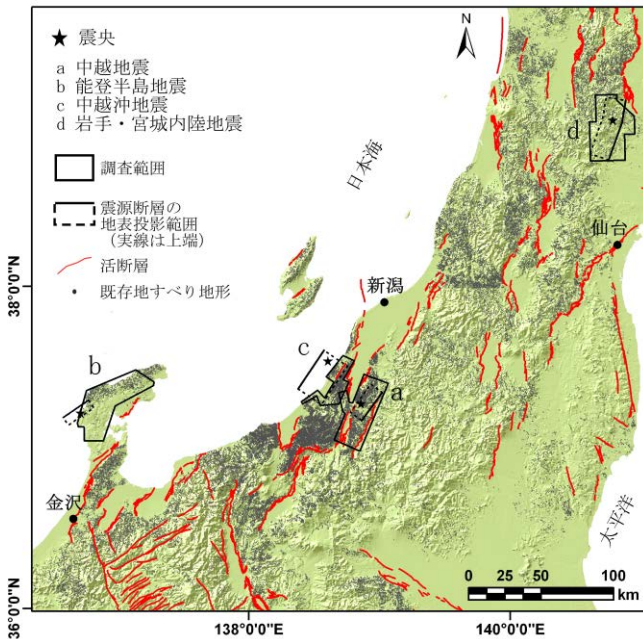 N
★ 震央
a 中越地震
b 能登半島地震
c 中越沖地震
d 岩手・宮城内陸地震
調査範囲
震源断層の
地表投影範囲
(実線は上端)
活断層
既存地すべり地形
日本海
d
仙台
新潟
38°0'0"N
c
b
a
金沢
太平洋
0 25 50 100
km
36°0'0"N
138°0'0"E
140°0'0"E